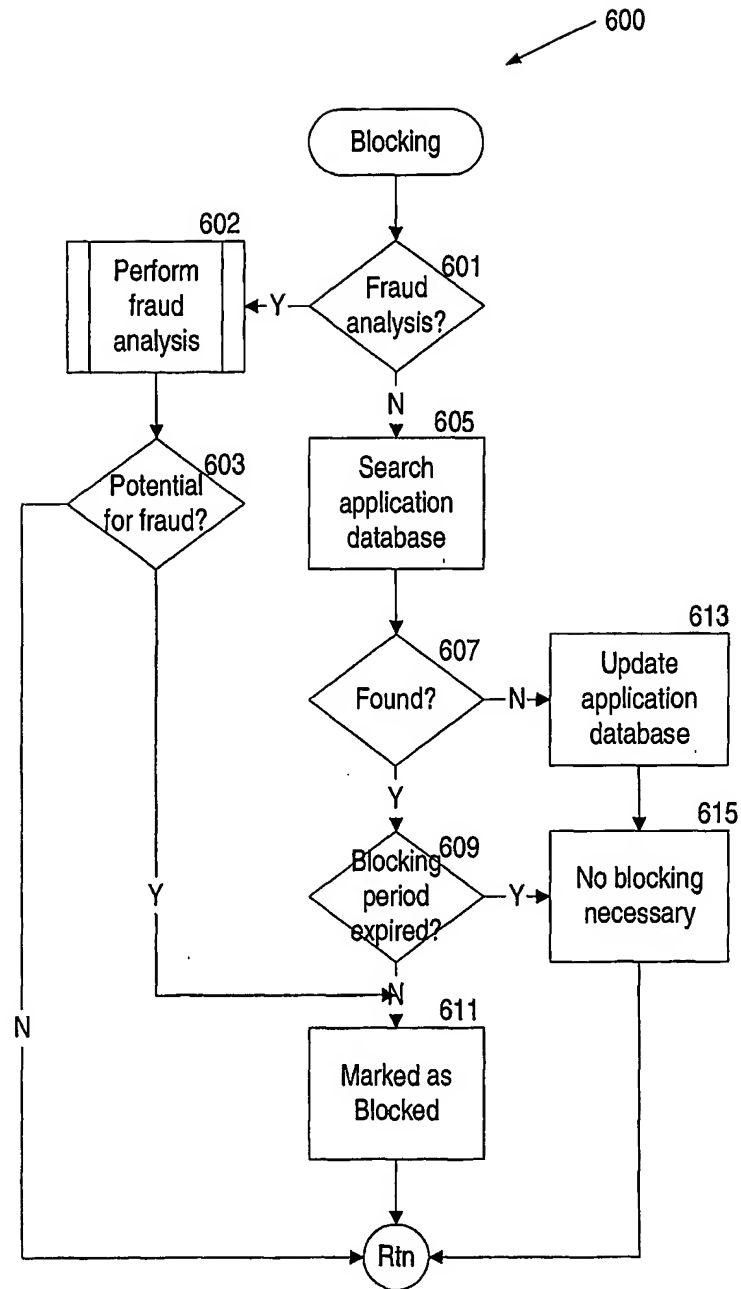 600
Blocking
602
Perform
fraud
analysis
Y
601
Fraud
analysis?
N
603
Potential
for fraud?
605
Search
application
database
607
Found?
N
613
Update
application
database
Y
609
Blocking
period
expired?
Y
615
No blocking
necessary
Y
N
N
611
Marked as
Blocked
Rtn